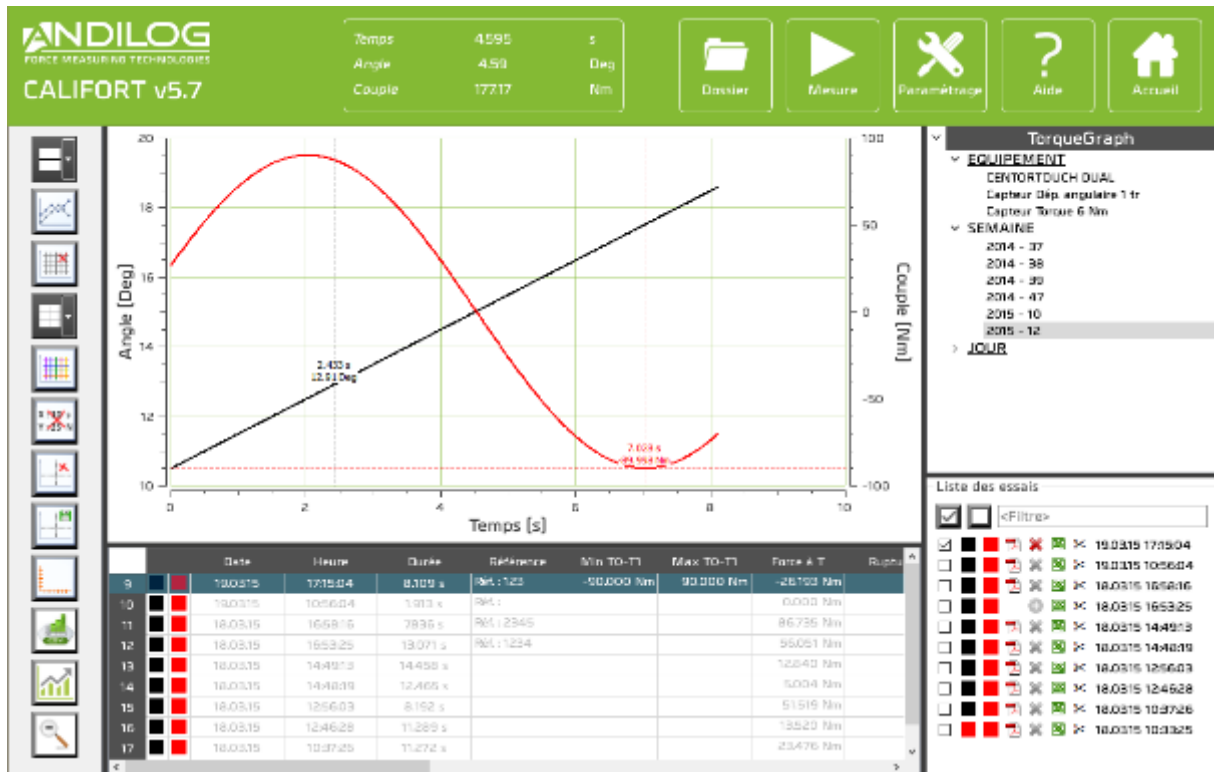 ANDILOG
FORCE MEASURING TECHNOLOGIES
CALIFORT v5.7
Temps 4.595 s
Angle 4.59 Deg
Couple 177.17 Nm
Dossier
Mesure
Paramétrage
Aide
Accueil
20
18
16
14
12
10
Angle [Deg]
100
50
0
-50
-100
Couple [Nm]
2.433 s
12.91 Deg
7.023 s
0 2 4 6 8 10
Temps [s]
TorqueGraph
EQUIPEMENT
CENTORTOUCH DUAL
Capteur Dép. angulaire 1 tr
Capteur Torque 6 Nm
SEMAINE
2014 - 37
2014 - 38
2014 - 39
2014 - 47
2015 - 10
2015 - 12
JOUR
Date Heure Durée Référence Min T0-T1 Max T0-T1 Force à T Ruptu
9 19.03.15 17:15:04 8.109 s Réf. : 123 -90.000 Nm 90.000 Nm -26.193 Nm
10 19.03.15 10:56:04 1.913 s Réf. : 0.000 Nm
11 18.03.15 16:58:16 7.836 s Réf. : 2345 86.735 Nm
12 18.03.15 16:53:25 13.071 s Réf. : 1234 56.051 Nm
13 18.03.15 14:49:13 14.458 s 12.840 Nm
14 18.03.15 14:48:19 12.465 s 5.004 Nm
15 18.03.15 12:56:03 8.192 s 51.519 Nm
16 18.03.15 12:46:28 11.289 s 13.520 Nm
17 18.03.15 10:37:26 11.272 s 23.476 Nm
Liste des essais
<Filtre>
19.03.15 17:15:04
19.03.15 10:56:04
18.03.15 16:58:16
18.03.15 16:53:25
18.03.15 14:49:13
18.03.15 14:48:19
18.03.15 12:56:03
18.03.15 12:46:28
18.03.15 10:37:26
18.03.15 10:33:25